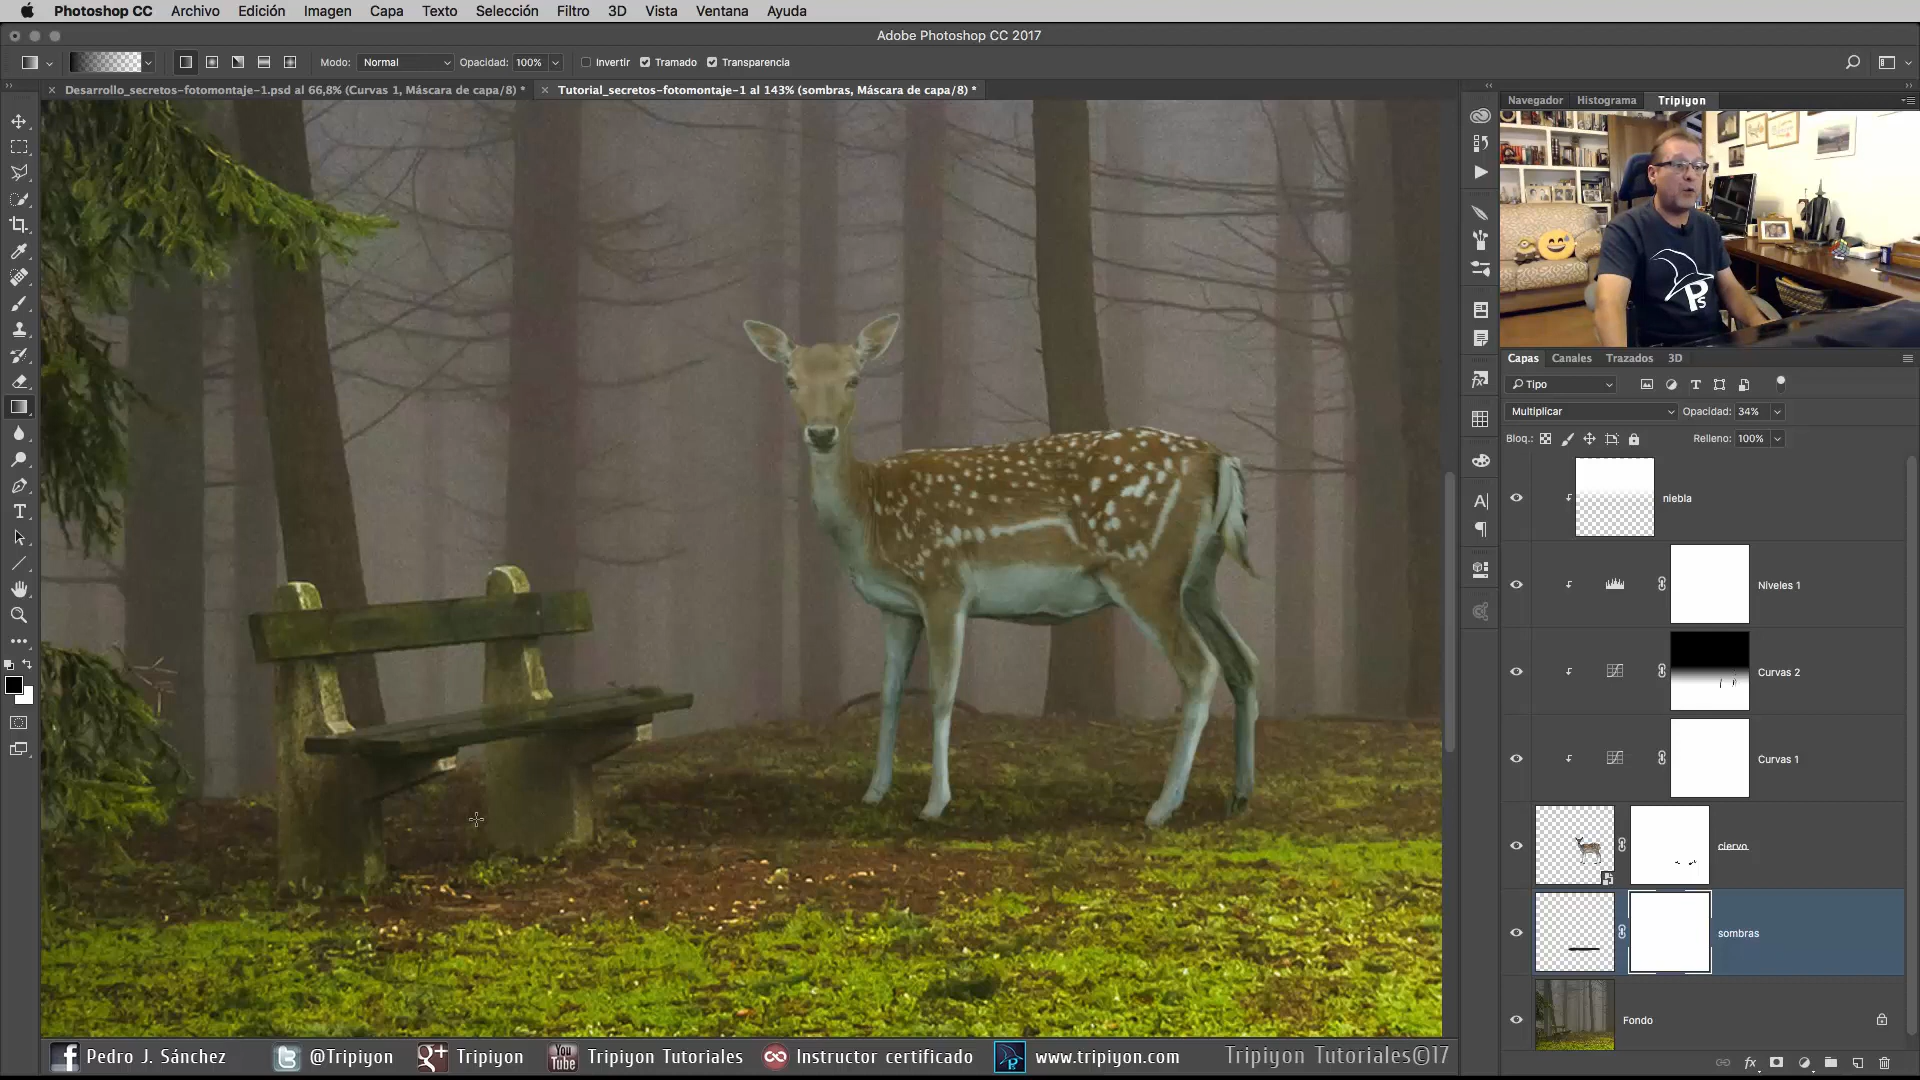 Photoshop CC Archivo Edición Imagen Capa Texto Selección Filtro 3D Vista Ventana Ayuda
Adobe Photoshop CC 2017
Modo: Normal Opacidad: 100% Invertir Tramado Transparencia
Desarrollo_secretos-fotomontaje-1.psd al 66,8% (Curvas 1, Máscara de capa/8) * Tutorial_secretos-fotomontaje-1 al 143% (sombras, Máscara de capa/8) *
Navegador Histograma Tripiyon
Capas Canales Trazados 3D
Tipo
Multiplicar Opacidad: 34%
Bloq.: Relleno: 100%
niebla
Niveles 1
Curvas 2
Curvas 1
ciervo
sombras
Fondo
Pedro J. Sánchez @Tripiyon Tripiyon You Tube Tripiyon Tutoriales Instructor certificado www.tripiyon.com Tripiyon Tutoriales©17